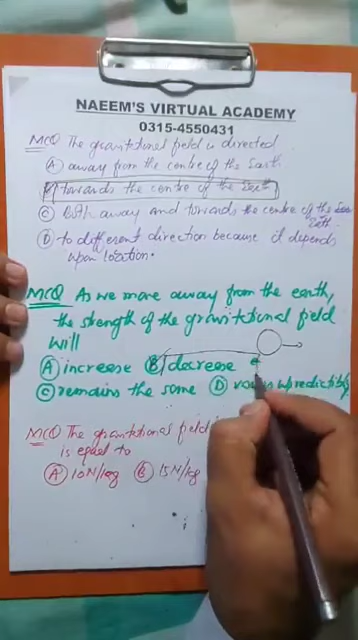 NAEEM's VIRTUAL ACADEMY
0315-4550431
MCQ The gravitational field is directed
(A) away from the centre of the Earth.
(B) towards the centre of the Earth
(C) both away and towards the centre of the Earth.
(D) to different direction because it depends
upon location.
MCQ As we move away from the earth,
the strength of the gravitational field
will
(A) increase (B) decrease
(C) remains the same (D) varies
MCQ The gravitational field
is equal to
(A) 10N/kg (B) 15N/kg